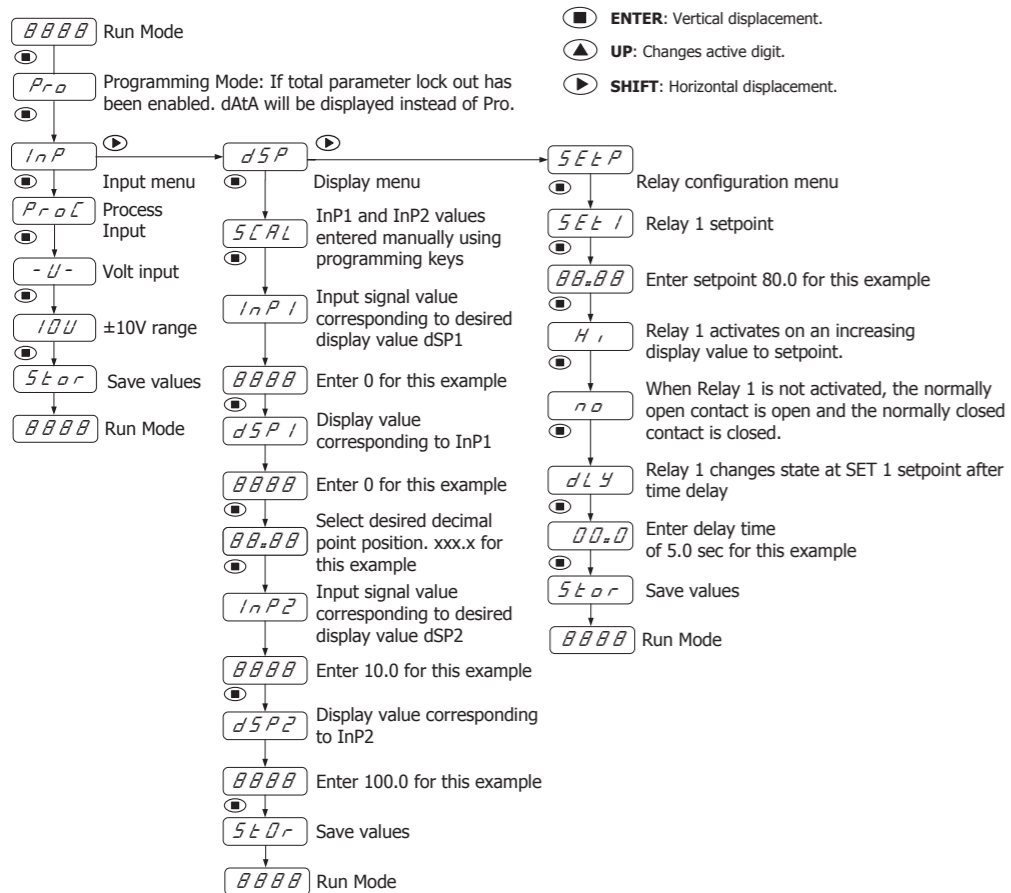 ENTER: Vertical displacement.
UP: Changes active digit.
SHIFT: Horizontal displacement.
8888 Run Mode
Pro Programming Mode: If total parameter lock out has
been enabled. dAtA will be displayed instead of Pro.
InP
Input menu
ProC Process
Input
-U- Volt input
10U ±10V range
Stor Save values
8888 Run Mode
dSP
Display menu
SCAL InP1 and InP2 values
entered manually using
programming keys
InP1 Input signal value
corresponding to desired
display value dSP1
8888 Enter 0 for this example
dSP1 Display value
corresponding to InP1
8888 Enter 0 for this example
88.88 Select desired decimal
point position. xxx.x for
this example
InP2 Input signal value
corresponding to desired
display value dSP2
8888 Enter 10.0 for this example
dSP2 Display value corresponding
to InP2
8888 Enter 100.0 for this example
St0r Save values
8888 Run Mode
SEtP
Relay configuration menu
SEt1 Relay 1 setpoint
88.88 Enter setpoint 80.0 for this example
Hi Relay 1 activates on an increasing
display value to setpoint.
no When Relay 1 is not activated, the normally
open contact is open and the normally closed
contact is closed.
dLY Relay 1 changes state at SET 1 setpoint after
time delay
00.0 Enter delay time
of 5.0 sec for this example
Stor Save values
8888 Run Mode